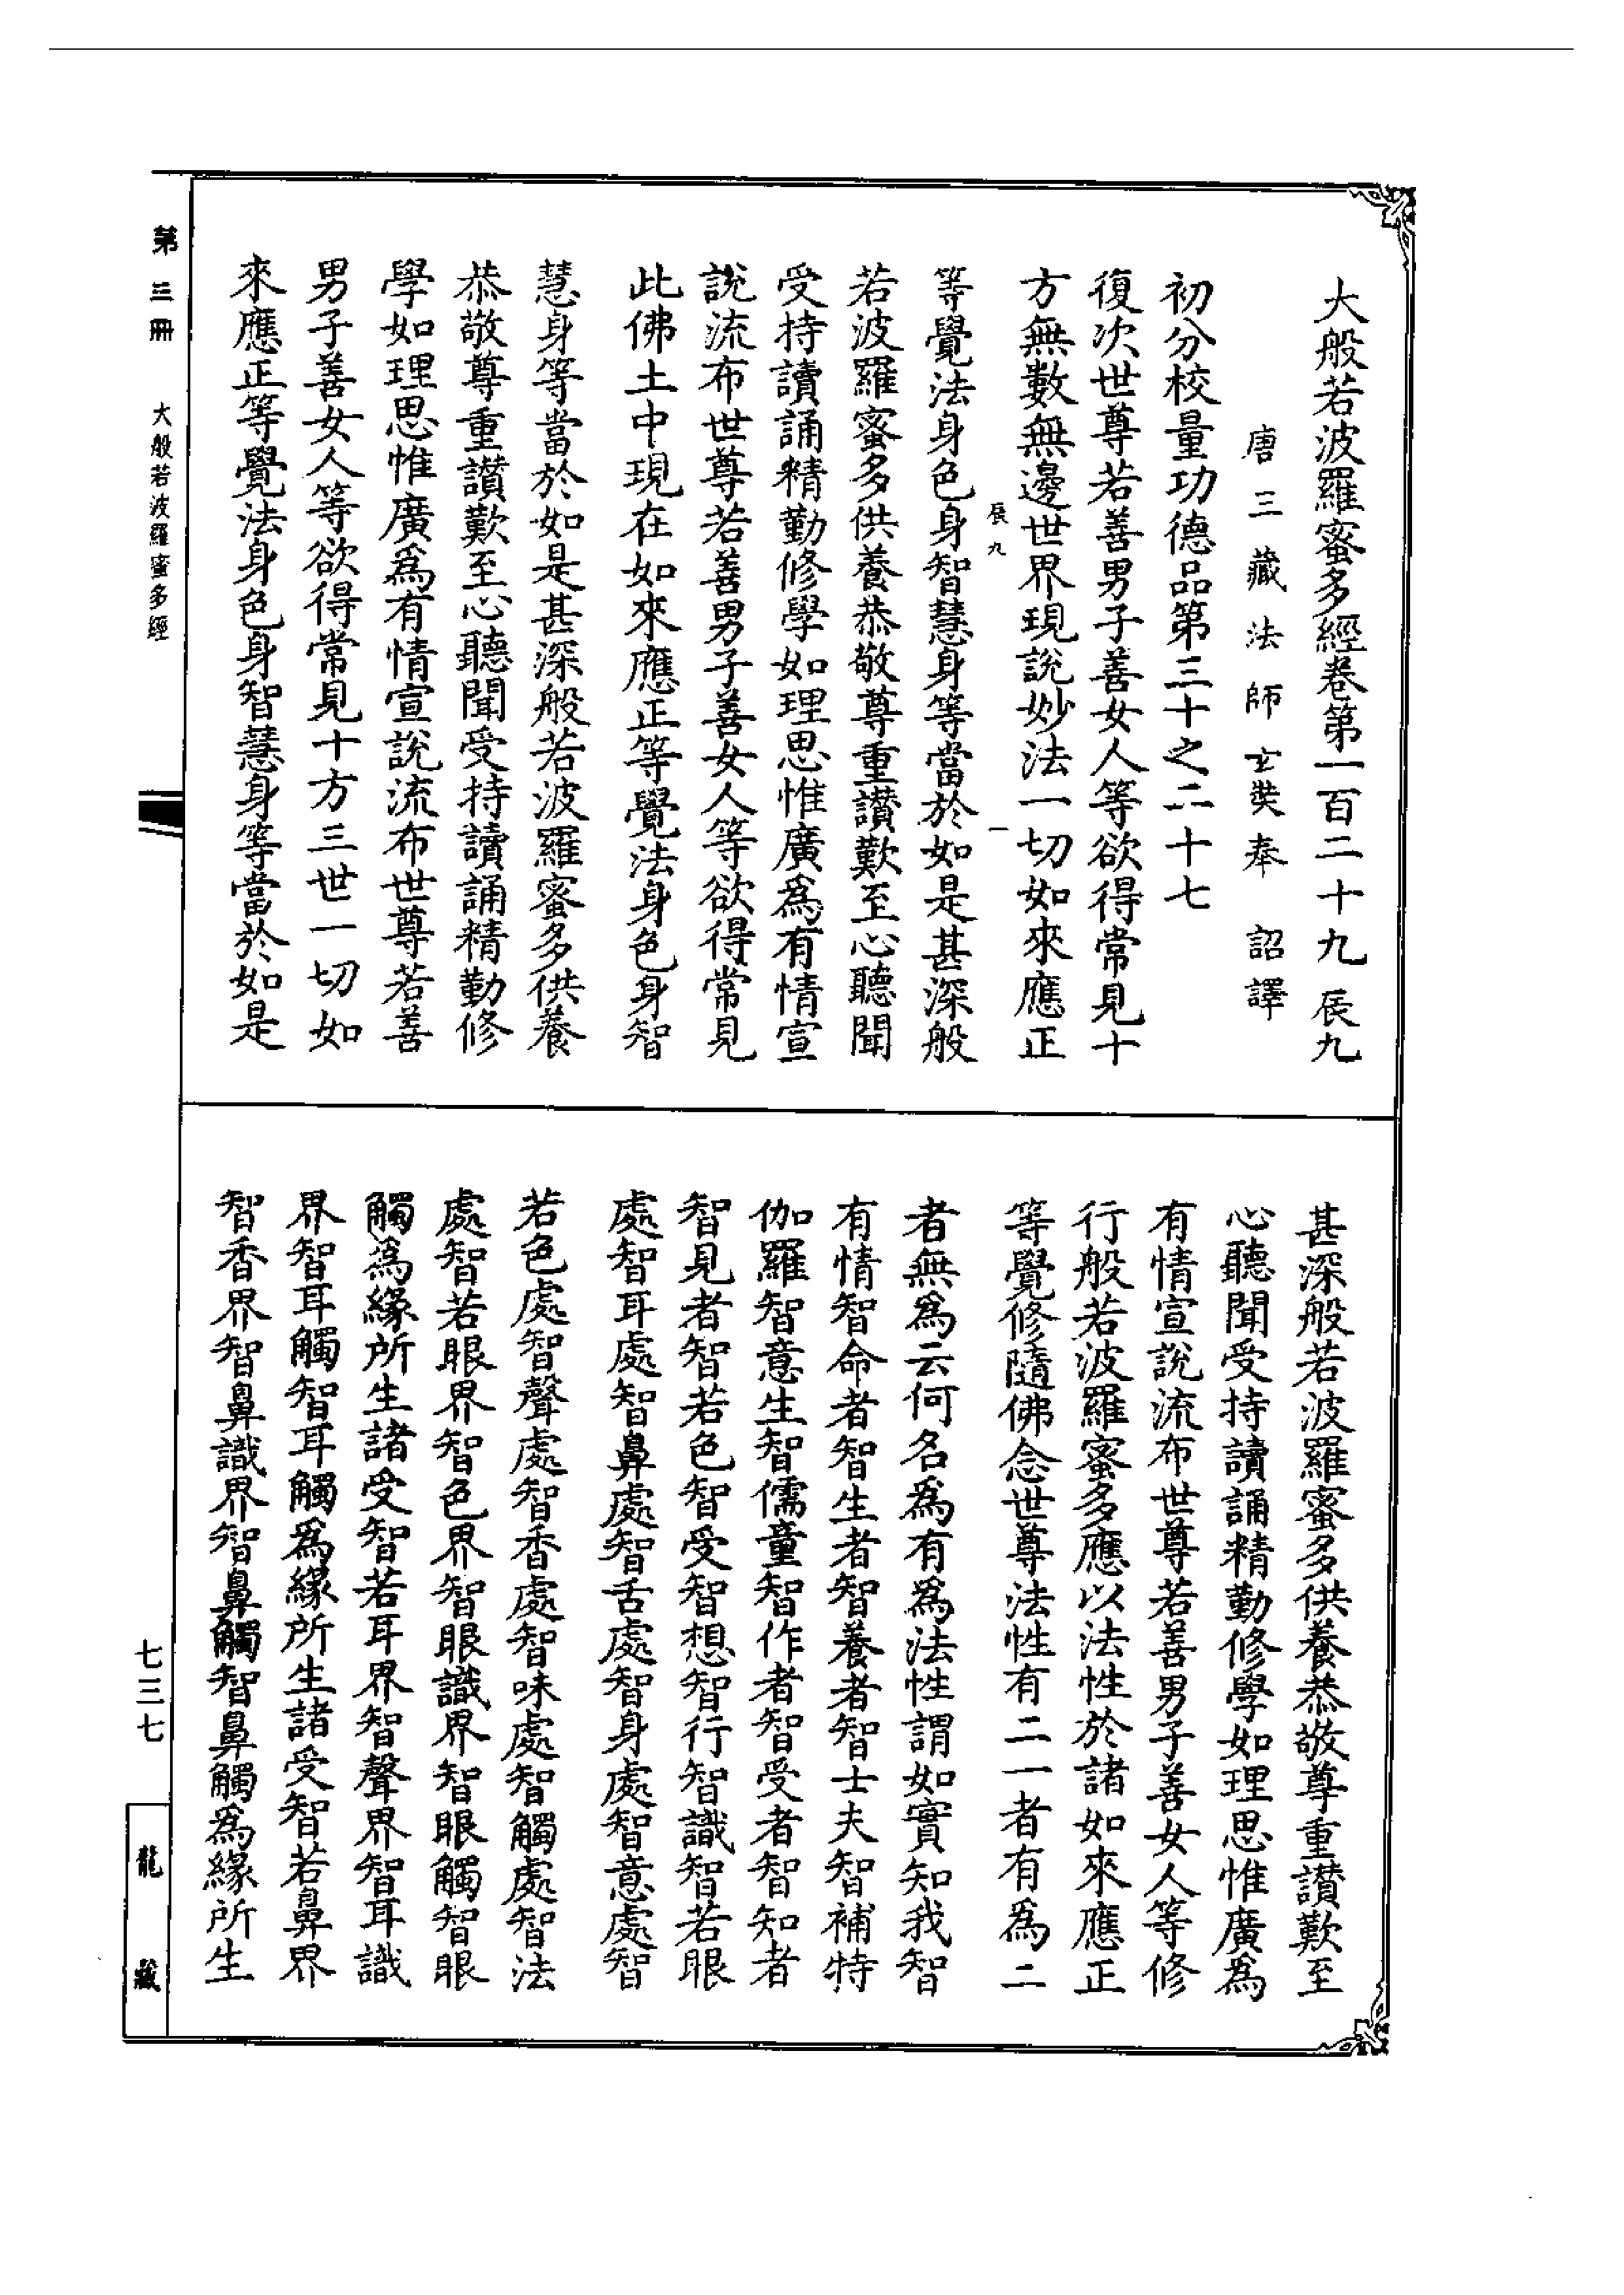 大般若波羅蜜多經卷第一百二十九 辰九
唐三藏法師玄奘奉 詔譯
初分校量功德品第三十之二十七
復次世尊若善男子善女人等欲得常見十
方無數無邊世界現說妙法一切如來應正
辰九 一
等覺法身色身智慧身等當於如是甚深般
若波羅蜜多供養恭敬尊重讚歎至心聽聞
受持讀誦精勤修學如理思惟廣爲有情宣
說流布世尊若善男子善女人等欲得常見
此佛土中現在如來應正等覺法身色身智
慧身等當於如是甚深般若波羅蜜多供養
恭敬尊重讚歎至心聽聞受持讀誦精勤修
學如理思惟廣爲有情宣說流布世尊若善
男子善女人等欲得常見十方三世一切如
來應正等覺法身色身智慧身等當於如是
甚深般若波羅蜜多供養恭敬尊重讚歎至
心聽聞受持讀誦精勤修學如理思惟廣爲
有情宣說流布世尊若善男子善女人等修
行般若波羅蜜多應以法性於諸如來應正
等覺修隨佛念世尊法性有二一者有爲二
者無爲云何名爲有爲法性謂如實知我智
有情智命者智生者智養者智士夫智補特
伽羅智意生智儒童智作者智受者智知者
智見者智若色智受智想智行智識智若眼
處智耳處智鼻處智舌處智身處智意處智
若色處智聲處智香處智味處智觸處智法
處智若眼界智色界智眼識界智眼觸智眼
觸爲緣所生諸受智若耳界智聲界智耳識
界智耳觸智耳觸爲緣所生諸受智若鼻界
智香界智鼻識界智鼻觸智鼻觸爲緣所生
第三冊 大般若波羅蜜多經
七三七
龍藏